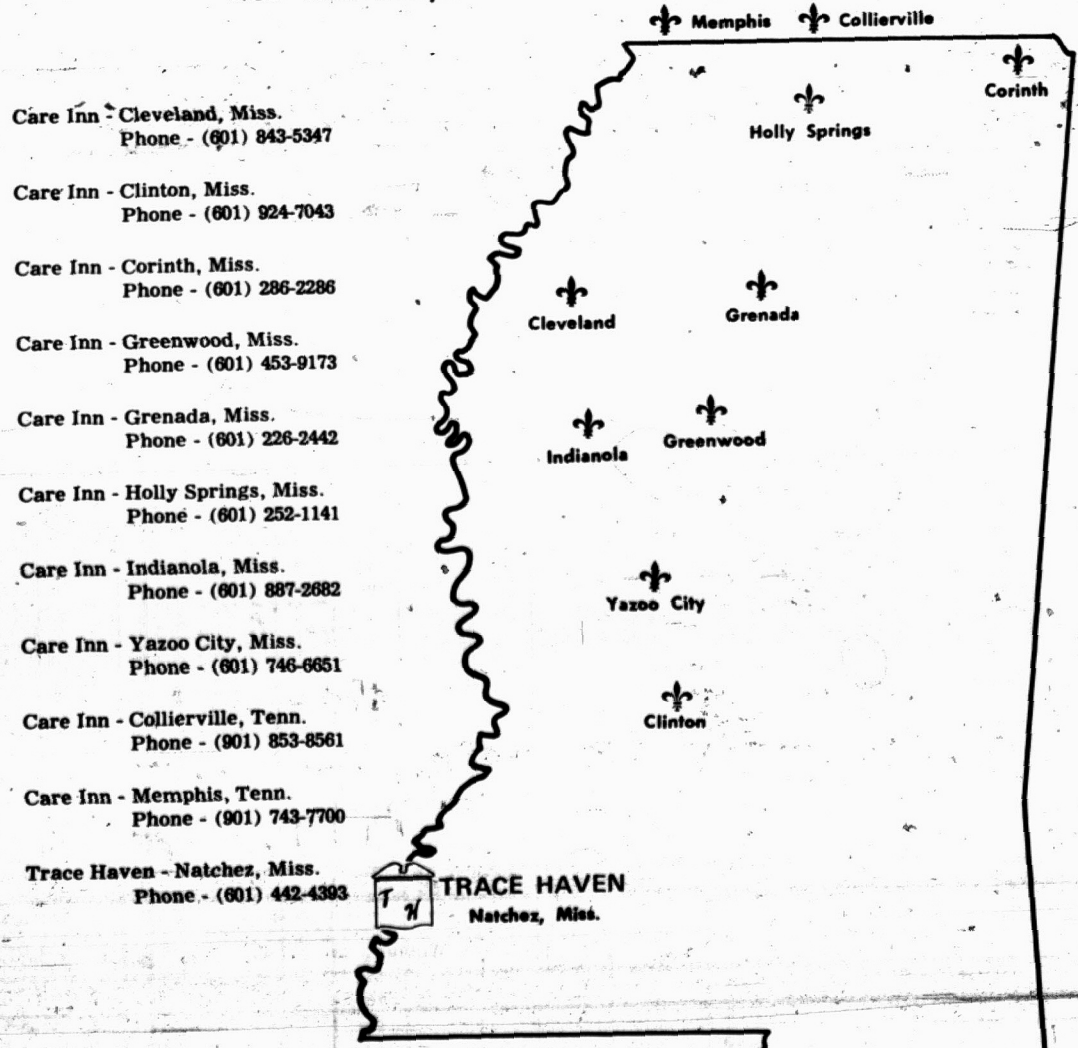 Care Inn - Cleveland, Miss.
Phone - (601) 843-5347
Care Inn - Clinton, Miss.
Phone - (601) 924-7043
Care Inn - Corinth, Miss.
Phone - (601) 286-2286
Care Inn - Greenwood, Miss.
Phone - (601) 453-9173
Care Inn - Grenada, Miss.
Phone - (601) 226-2442
Care Inn - Holly Springs, Miss.
Phone - (601) 252-1141
Care Inn - Indianola, Miss.
Phone - (601) 887-2682
Care Inn - Yazoo City, Miss.
Phone - (601) 746-6651
Care Inn - Collierville, Tenn.
Phone - (901) 853-8561
Care Inn - Memphis, Tenn.
Phone - (901) 743-7700
Trace Haven - Natchez, Miss.
Phone - (601) 442-4393
Memphis
Collierville
Corinth
Holly Springs
Cleveland
Grenada
Indianola
Greenwood
Yazoo City
Clinton
T H
TRACE HAVEN
Natchez, Miss.